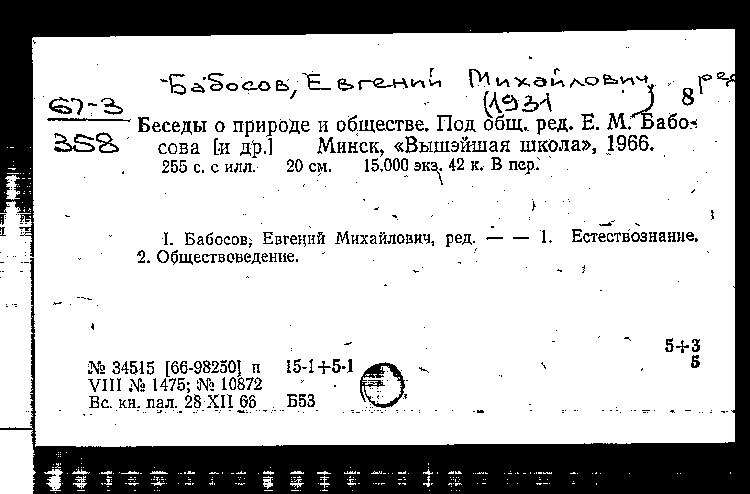 Бабосов, Евгений Михайлович, ред
(1931 ) 8
67-3
358
Беседы о природе и обществе. Под общ. ред. Е. М. Бабо-
сова [и др.] Минск, «Вышэйшая школа», 1966.
255 с. с илл. 20 см. 15.000 экз. 42 к. В пер.
I. Бабосов, Евгений Михайлович, ред. — — 1. Естествознание.
2. Обществоведение.
5+3
5
№ 34515 [66-98250] п 15-1+5-1
VIII № 1475; № 10872
Вс. кн. пал. 28 XII 66 Б53